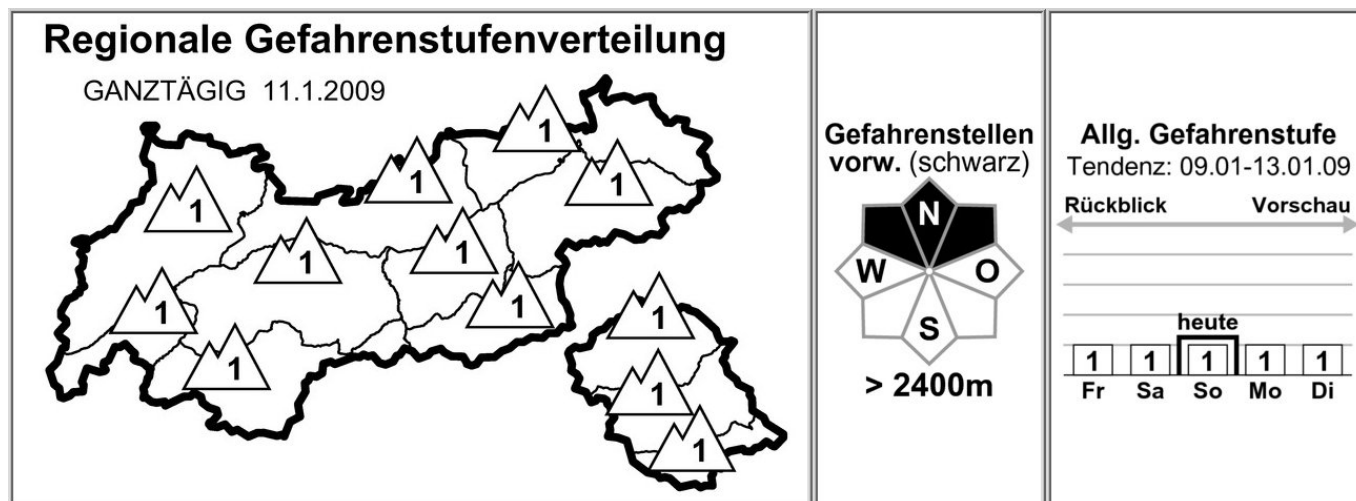 Regionale Gefahrenstufenverteilung
GANZTÄGIG 11.1.2009
1
1
1
1
1
1
1
1
1
1
1
1
1
Gefahrenstellen
vorw. (schwarz)
N
W O
S
> 2400m
Allg. Gefahrenstufe
Tendenz: 09.01-13.01.09
Rückblick Vorschau
heute
1 1 1 1 1
Fr Sa So Mo Di